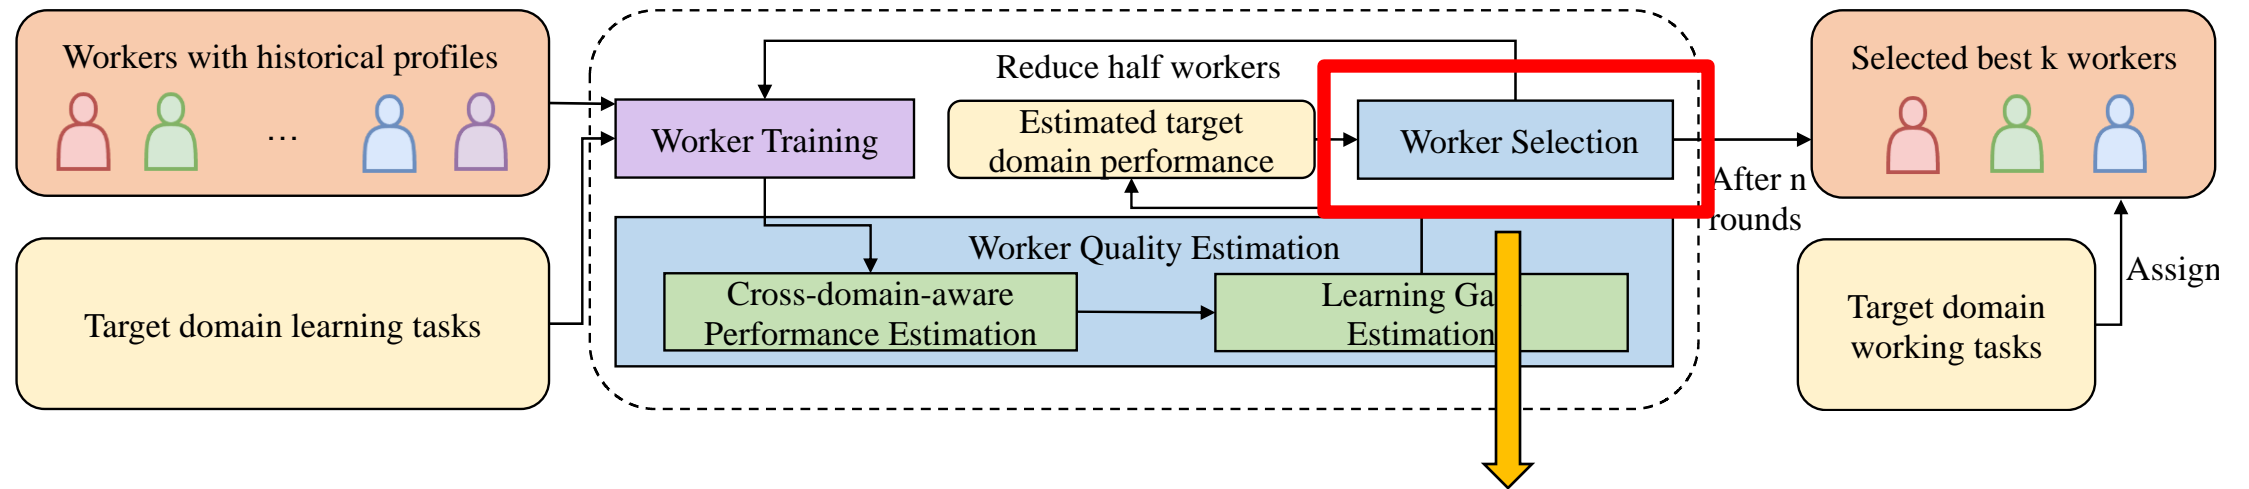 Workers with historical profiles
...
Target domain learning tasks
Reduce half workers
Worker Training
Estimated target
domain performance
Worker Selection
Worker Quality Estimation
Cross-domain-aware
Performance Estimation
Learning Ga
Estimation
After n
rounds
Selected best k workers
Target domain
working tasks
Assign